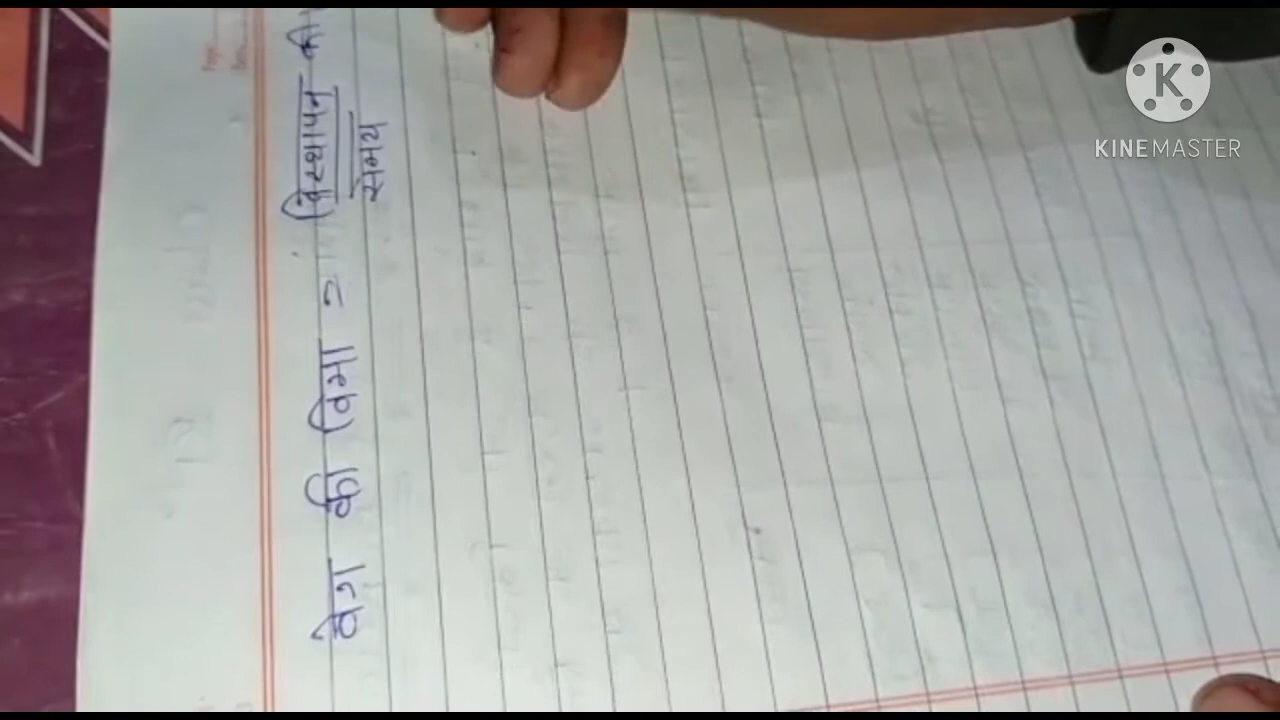 वेग की विमा = विस्थापन की
समय
KINEMASTER